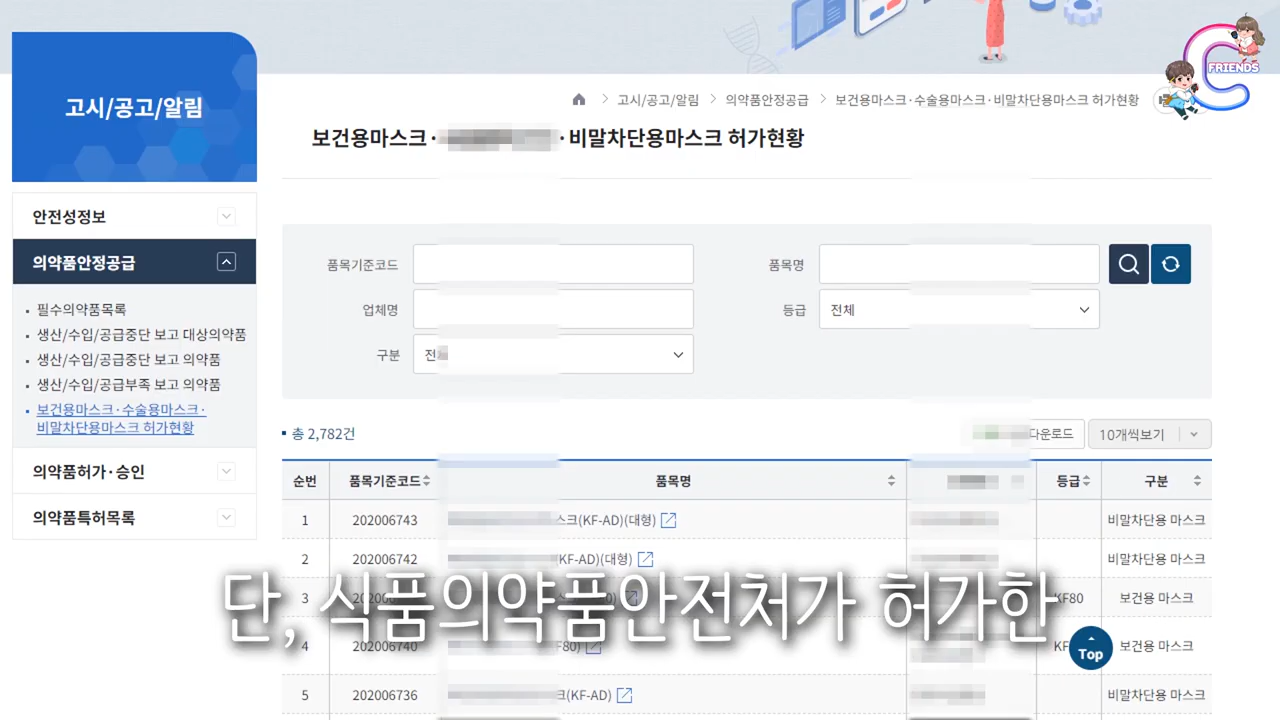 FRIENDS
고시/공고/알림 > 의약품안정공급 > 보건용마스크·수술용마스크·비말차단용마스크 허가현황
고시/공고/알림
보건용마스크· ·비말차단용마스크 허가현황
안전성정보
의약품안정공급
필수의약품목록
생산/수입/공급중단 보고 대상의약품
생산/수입/공급중단 보고 의약품
생산/수입/공급부족 보고 의약품
보건용마스크·수술용마스크·
비말차단용마스크 허가현황
의약품허가·승인
의약품특허목록
품목기준코드 품목명
업체명 등급 전체
구분
총 2,782건 다운로드 10개씩보기
순번 품목기준코드 품목명 등급 구분
1 202006743 스크(KF-AD)(대형) 비말차단용 마스크
2 202006742 (KF-AD)(대형) 비말차단용 마스크
3 KF80 보건용 마스크
4 202006740 보건용 마스크
5 202006736 크(KF-AD) 비말차단용 마스크
단, 식품의약품안전처가 허가한
Top